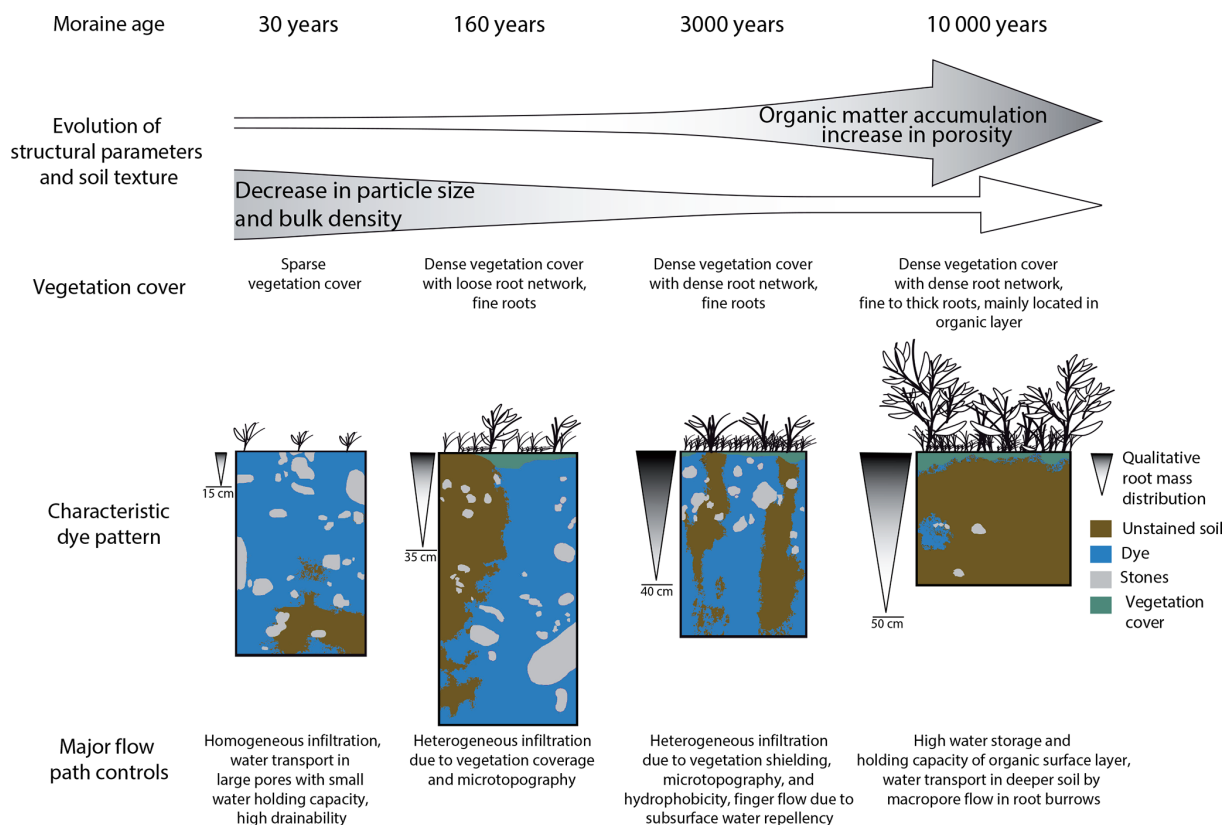 Moraine age
30 years
160 years
3000 years
10 000 years
Evolution of
structural parameters
and soil texture
Organic matter accumulation
increase in porosity
Decrease in particle size
and bulk density
Vegetation cover
Sparse
vegetation cover
Dense vegetation cover
with loose root network,
fine roots
Dense vegetation cover
with dense root network,
fine roots
Dense vegetation cover
with dense root network,
fine to thick roots, mainly located in
organic layer
Characteristic
dye pattern
15 cm
35 cm
40 cm
50 cm
Qualitative
root mass
distribution
Unstained soil
Dye
Stones
Vegetation
cover
Major flow
path controls
Homogeneous infiltration,
water transport in
large pores with small
water holding capacity,
high drainability
Heterogeneous infiltration
due to vegetation coverage
and microtopography
Heterogeneous infiltration
due to vegetation shielding,
microtopography, and
hydrophobicity, finger flow due to
subsurface water repellency
High water storage and
holding capacity of organic surface layer,
water transport in deeper soil by
macropore flow in root burrows